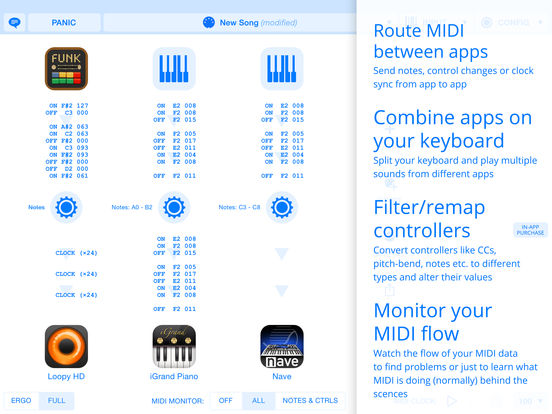 PANIC
New Song (modified)
CONFIG
FUNK
ON F#2 127
OFF C3 000
ON A#2 063
ON C2 063
OFF F#2 000
ON C3 093
ON F#2 093
OFF F#2 000
OFF D2 000
ON F#2 061
ON E2 008
ON F2 008
OFF F2 015
ON F2 005
OFF F2 017
ON E2 011
OFF E2 004
ON F2 008
OFF F2 011
ON E2 008
ON F2 008
OFF F2 015
ON F2 005
OFF F2 017
OFF E2 011
ON E2 004
ON F2 008
OFF F2 011
Notes
Notes: A0 - B2
Notes: C3 - C8
CLOCK (×24)
CLOCK (×24)
CLOCK (×24)
ON E2 008
ON F2 008
OFF F2 015
ON F2 005
OFF F2 017
OFF E2 011
ON E2 004
ON F2 008
OFF F2 011
iGrand
nave
Loopy HD
iGrand Piano
Nave
ERGO
FULL
MIDI MONITOR:
OFF
ALL
NOTES & CTRLS
CLOCK:
100
Route MIDI
between apps
Send notes, control changes or clock
sync from app to app
Combine apps on
your keyboard
Split your keyboard and play multiple
sounds from different apps
Filter/remap
controllers
IN-APP
PURCHASE
Convert controllers like CCs,
pitch-bend, notes etc. to different
types and alter their values
Monitor your
MIDI flow
Watch the flow of your MIDI data
to find problems or just to learn what
MIDI is doing (normally) behind the
scences